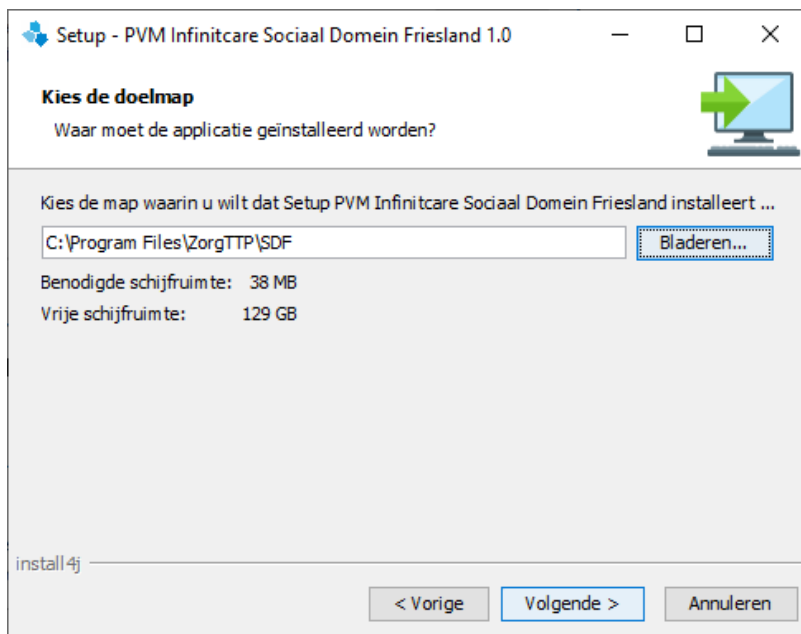 Setup - PVM Infinitcare Sociaal Domein Friesland 1.0
Kies de doelmap
Waar moet de applicatie geïnstalleerd worden?
Kies de map waarin u wilt dat Setup PVM Infinitcare Sociaal Domein Friesland installeert ...
C:\Program Files\ZorgTTP\SDF
Bladeren...
Benodigde schijfruimte: 38 MB
Vrije schijfruimte: 129 GB
install4j
< Vorige
Volgende >
Annuleren